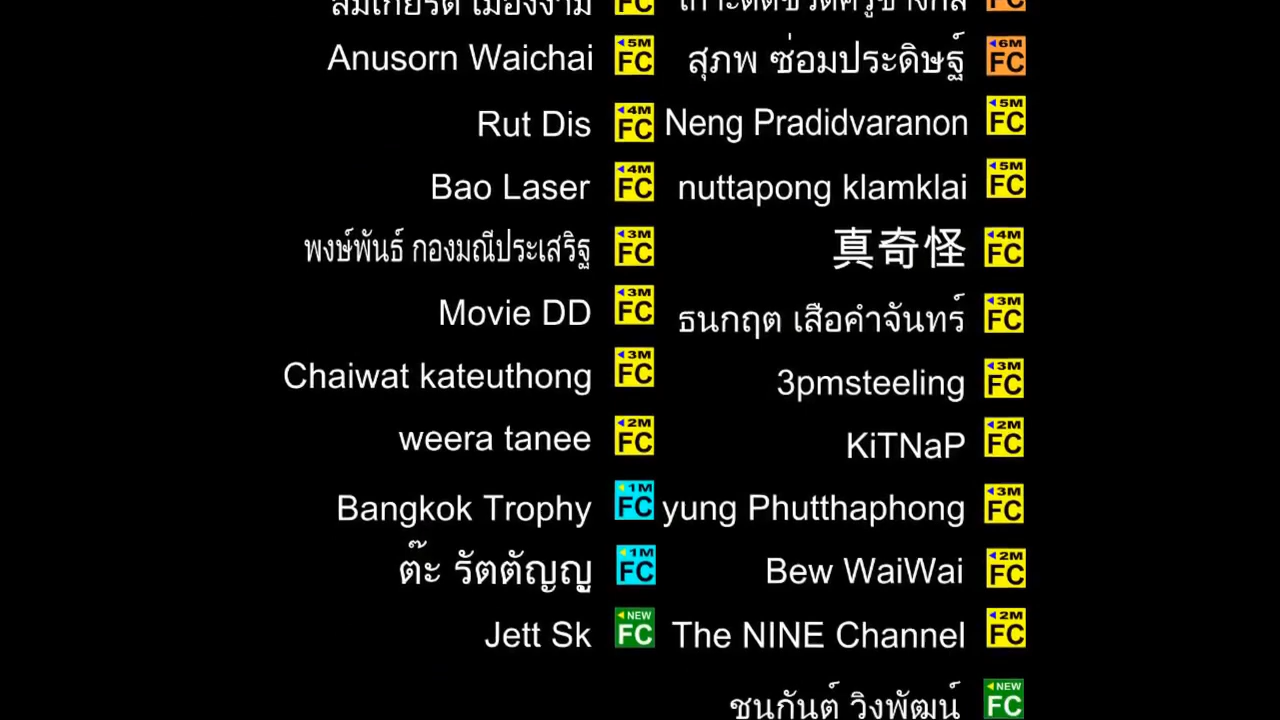 Anusorn Waichai ◄5M FC สุภพ ซ่อมประดิษฐ์ ◄6M FC
Rut Dis ◄4M FC Neng Pradidvaranon ◄5M FC
Bao Laser ◄4M FC nuttapong klamklai ◄5M FC
พงษ์พันธ์ กองมณีประเสริฐ ◄3M FC 真奇怪 ◄4M FC
Movie DD ◄3M FC ธนกฤต เสือคำจันทร์ ◄3M FC
Chaiwat kateuthong ◄3M FC 3pmsteeling ◄3M FC
weera tanee ◄2M FC KiTNaP ◄2M FC
Bangkok Trophy ◄1M FC yung Phutthaphong ◄3M FC
ต๊ะ รัตตัญญู ◄1M FC Bew WaiWai ◄2M FC
Jett Sk ◄NEW FC The NINE Channel ◄2M FC
ชนกันต์ วิงพัฒน์ ◄NEW FC